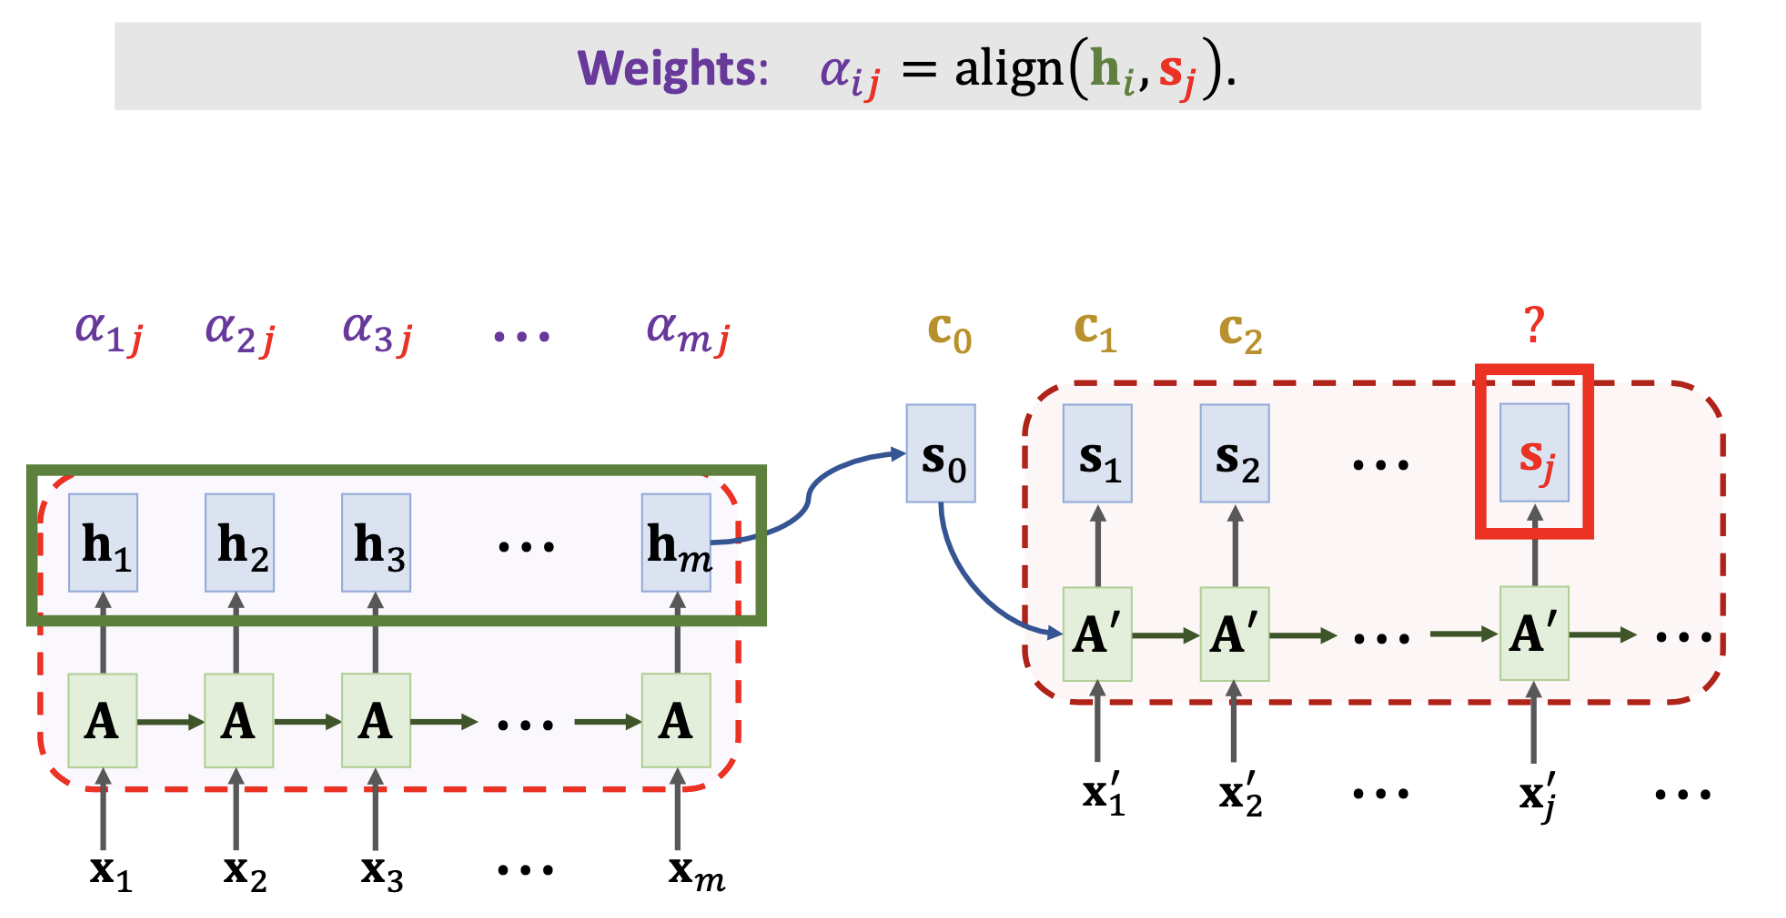 Weights: α_ij = align(h_i, s_j).
α_1j α_2j α_3j ⋯ α_mj c_0 c_1 c_2 ?
s_0 s_1 s_2 ⋯ s_j
h_1 h_2 h_3 ⋯ h_m
A′ A′ ⋯ A′ ⋯
A A A ⋯ A
x′_1 x′_2 ⋯ x′_j ⋯
x_1 x_2 x_3 ⋯ x_m